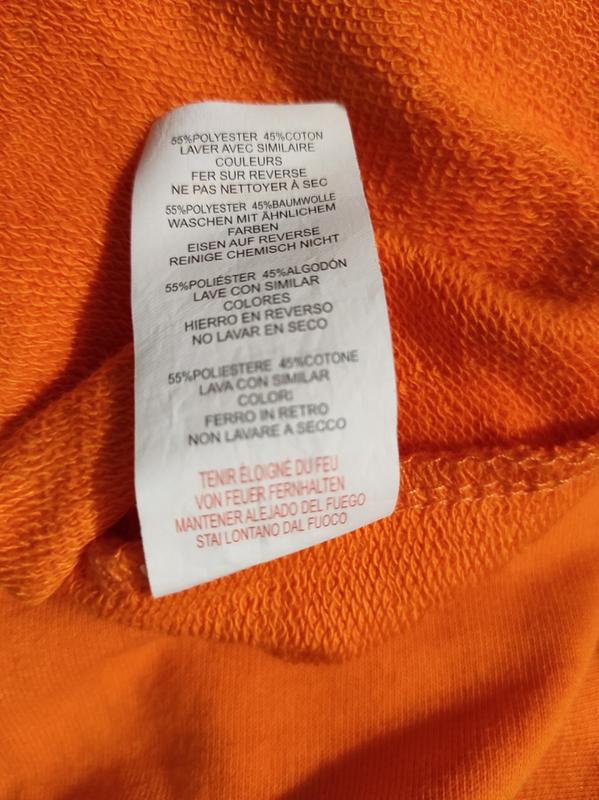 55%POLYESTER 45%COTON
LAVER AVEC SIMILAIRE
COULEURS
FER SUR REVERSE
NE PAS NETTOYER À SEC
55%POLYESTER 45%BAUMWOLLE
WASCHEN MIT ÄHNLICHEM
FARBEN
EISEN AUF REVERSE
REINIGE CHEMISCH NICHT
55%POLIÉSTER 45%ALGODÓN
LAVE CON SIMILAR
COLORES
HIERRO EN REVERSO
NO LAVAR EN SECO
55%POLIESTERE 45%COTONE
LAVA CON SIMILAR
COLORI
FERRO IN RETRO
NON LAVARE A SECCO
TENIR ÉLOIGNÉ DU FEU
VON FEUER FERNHALTEN
MANTENER ALEJADO DEL FUEGO
STAI LONTANO DAL FUOCO